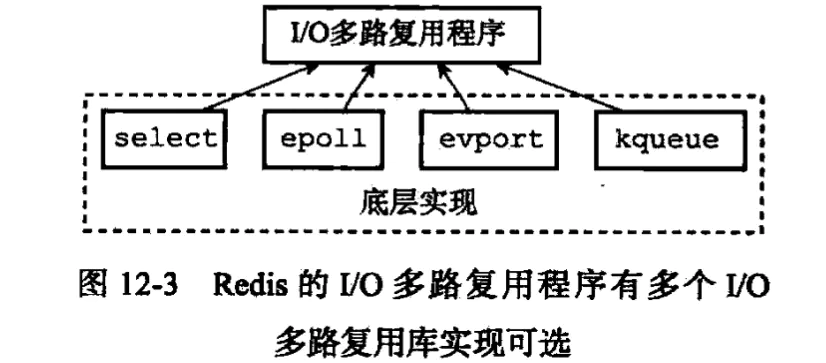 I/O多路复用程序
select
epoll
evport
kqueue
底层实现
图 12-3 Redis 的 I/O 多路复用程序有多个 I/O
多路复用库实现可选